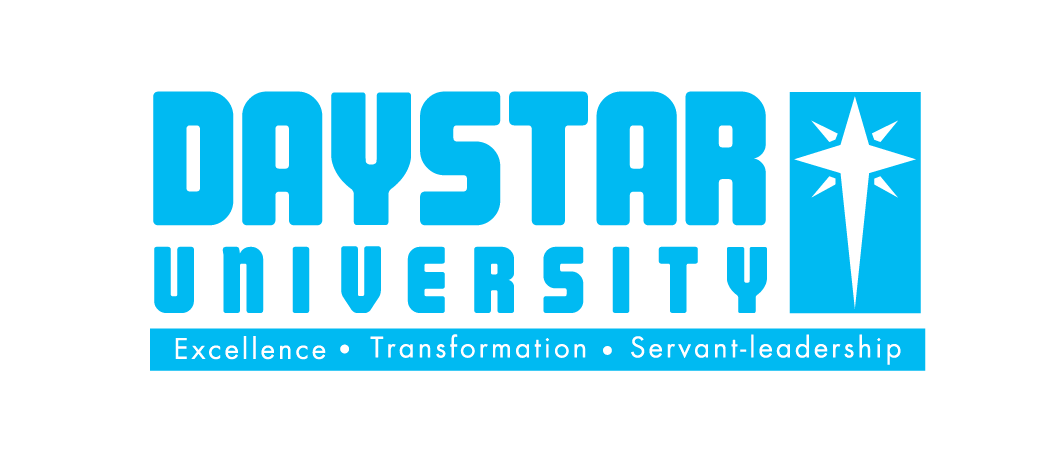 DAYSTAR
UNIVERSITY
Excellence • Transformation • Servant-leadership